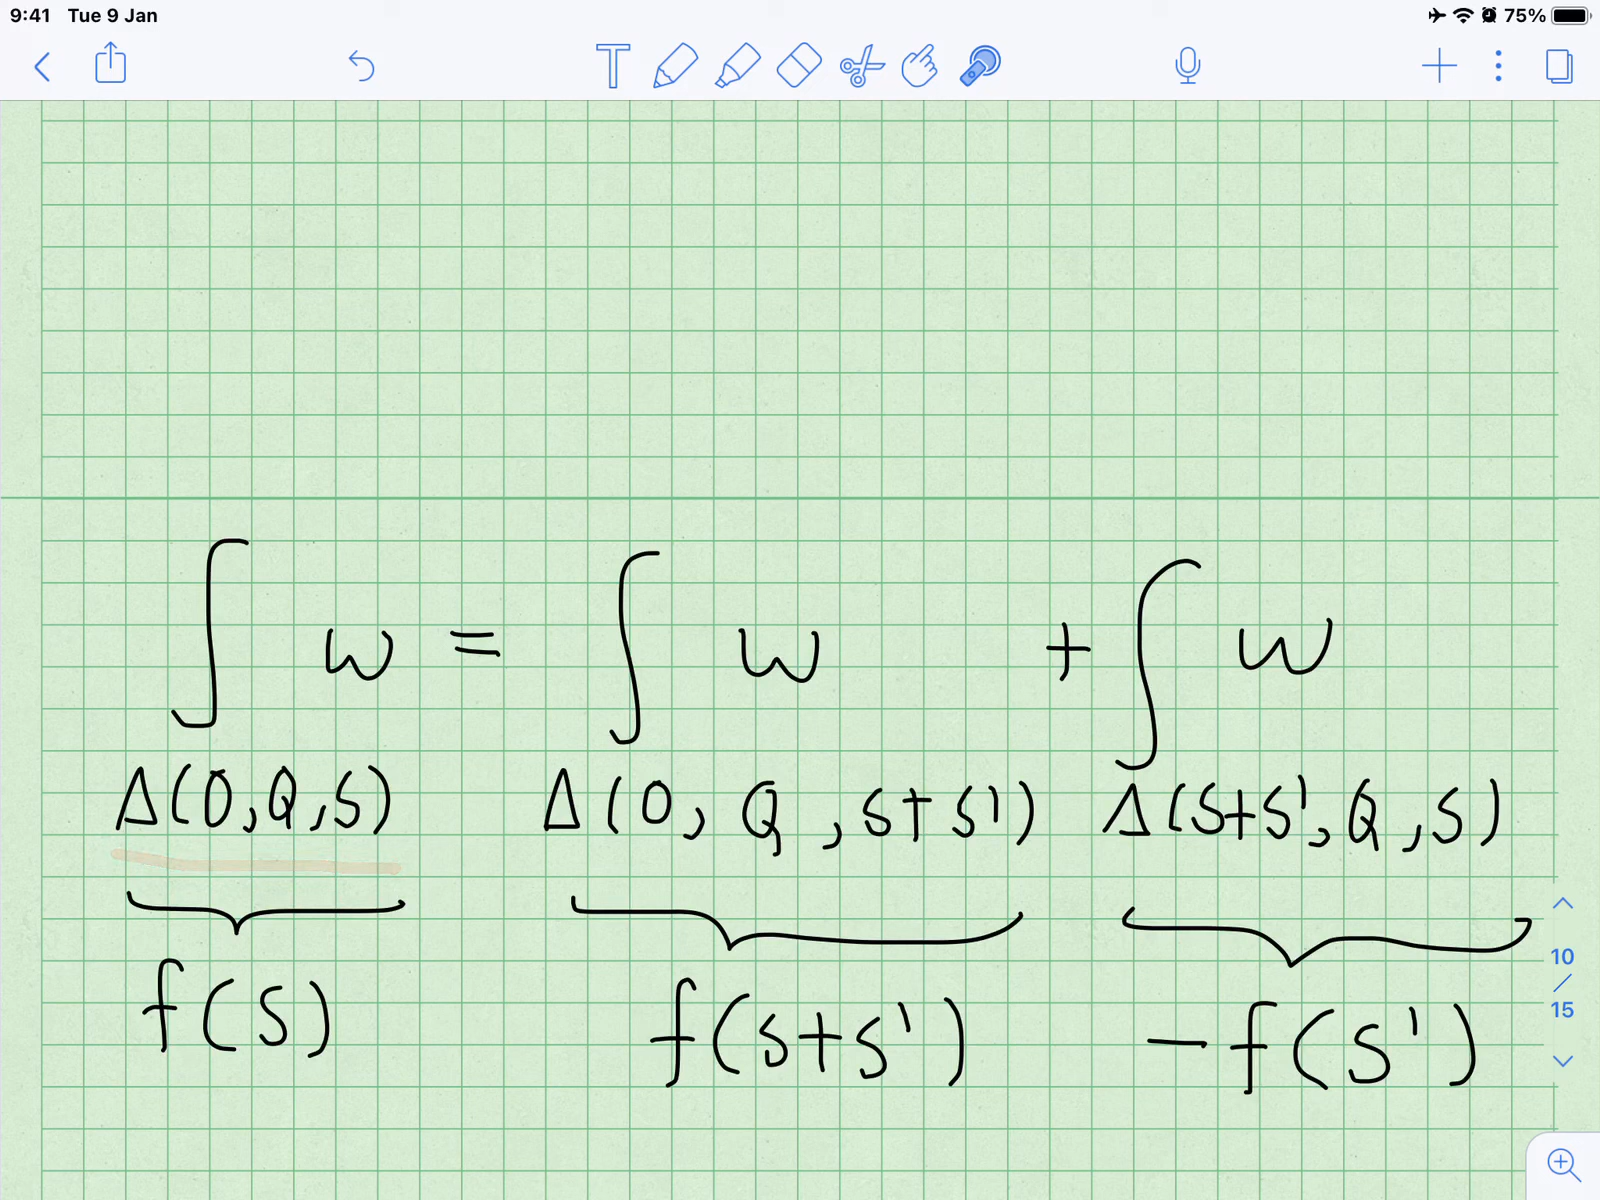 9:41 Tue 9 Jan 75%
∫ w = ∫ w + ∫ w
Δ(0,Q,S) Δ(0, Q, S+S') Δ(S+S',Q,S)
f(S) f(S+S') -f(S')
10
/
15